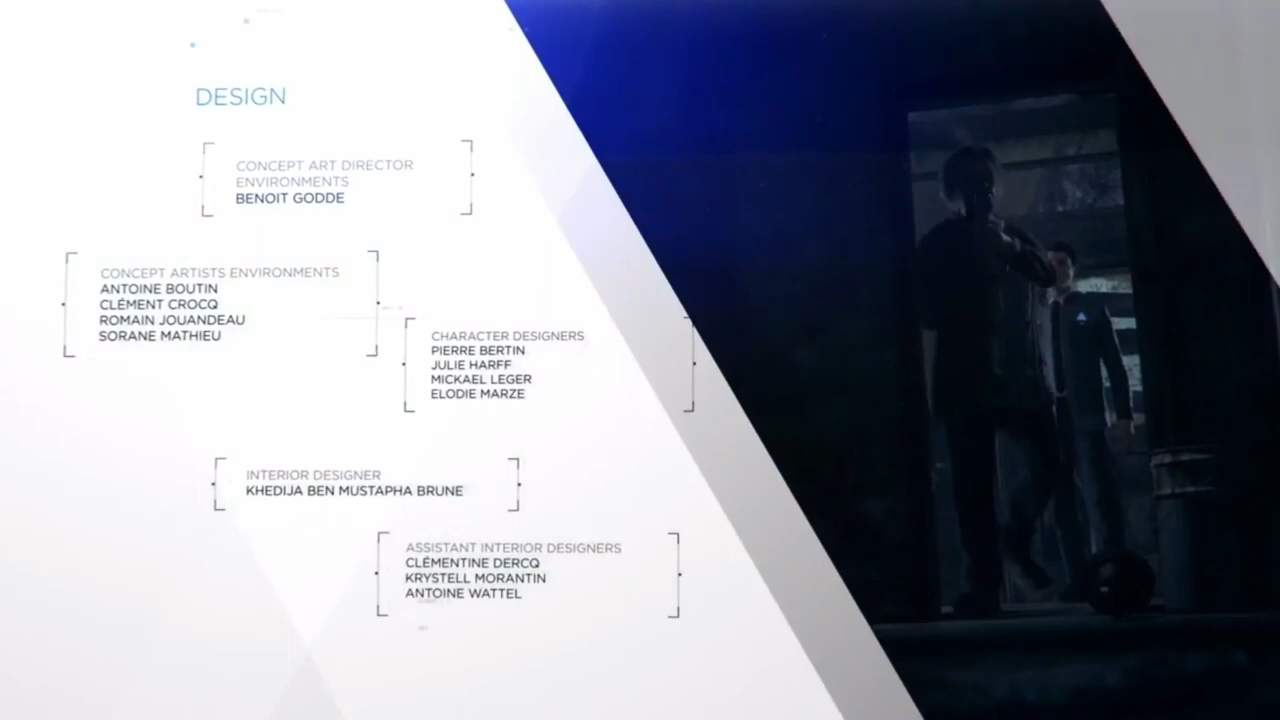 DESIGN
CONCEPT ART DIRECTOR
ENVIRONMENTS
BENOIT GODDE
CONCEPT ARTISTS ENVIRONMENTS
ANTOINE BOUTIN
CLÉMENT CROCQ
ROMAIN JOUANDEAU
SORANE MATHIEU
CHARACTER DESIGNERS
PIERRE BERTIN
JULIE HARFF
MICKAEL LEGER
ELODIE MARZE
INTERIOR DESIGNER
KHEDIJA BEN MUSTAPHA BRUNE
ASSISTANT INTERIOR DESIGNERS
CLÉMENTINE DERCQ
KRYSTELL MORANTIN
ANTOINE WATTEL